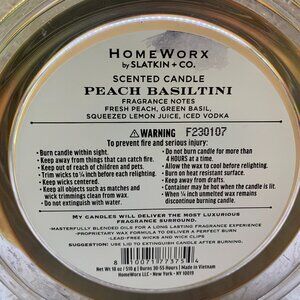 HOMEWORX
BY SLATKIN + CO.
SCENTED CANDLE
PEACH BASILTINI
FRAGRANCE NOTES
FRESH PEACH, GREEN BASIL,
SQUEEZED LEMON JUICE, ICED VODKA
⚠WARNING F230107
To prevent fire and serious injury:
• Burn candle within sight.
• Keep away from things that can catch fire.
• Keep out of reach of children and pets.
• Trim wicks to ¼ inch before each relighting.
• Keep wicks centered.
• Keep all objects such as matches and
wick trimmings clean from wax.
• Do not extinguish with water.
• Do not burn candle for more than
4 HOURS at a time.
• Allow the wax to cool before relighting.
• Burn on heat resistant surface.
• Keep away from drafts.
• Container may be hot when the candle is lit.
• When ¼ inch unmelted wax remains
discontinue burning candle.
MY CANDLES WILL DELIVER THE MOST LUXURIOUS
FRAGRANCE SURROUND.
-MASTERFULLY BLENDED OILS FOR A LONG LASTING FRAGRANCE EXPERIENCE
-PROPRIETARY WAX FORMULA TO DELIVER A PERFECT BURN
-LEAD-FREE WICKS AND WICK CLIPS
SUGGESTION: USE LID TO EXTINGUISH CANDLE AFTER BURNING.
Net Wt 18 oz / 510 g | Burns 30-55 Hours | Made in Vietnam
HomeWorx LLC - New York, NY 10019